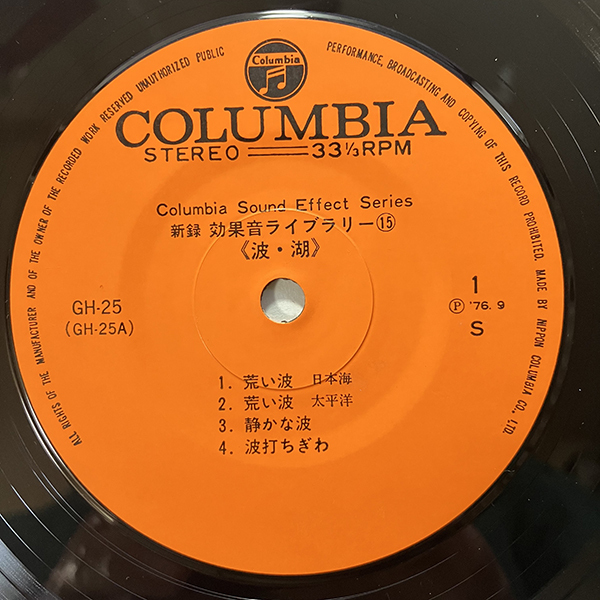 ALL RIGHTS OF THE MANUFACTURER AND OF THE OWNER OF THE RECORDED WORK RESERVED UNAUTHORIZED PUBLIC PERFORMANCE, BROADCASTING AND COPYING OF THIS RECORD PROHIBITED. MADE BY NIPPON COLUMBIA CO., LTD.
Columbia
COLUMBIA
STEREO 33⅓RPM
Columbia Sound Effect Series
新録 効果音ライブラリー⑮
《波・湖》
GH-25
(GH-25A)
1
Ⓟ '76. 9
S
1. 荒い波 日本海
2. 荒い波 太平洋
3. 静かな波
4. 波打ちぎわ